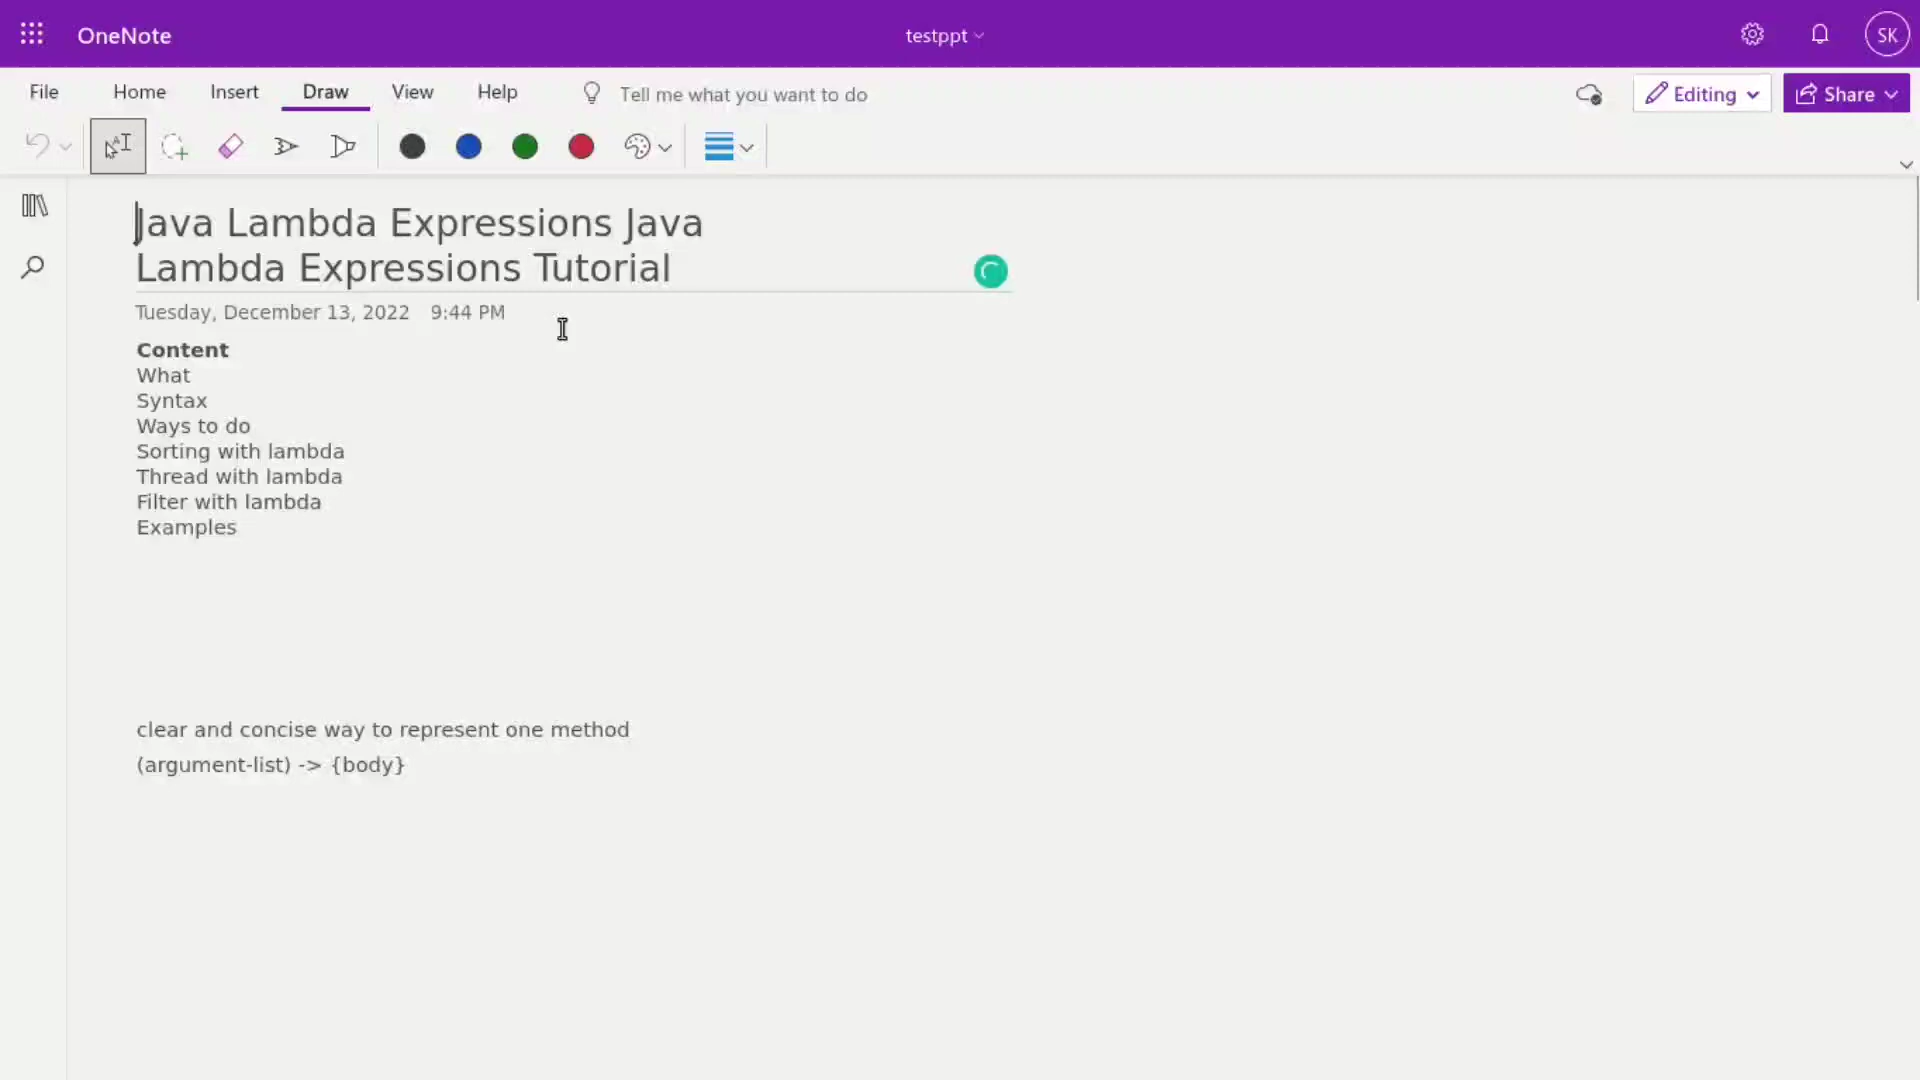 OneNote
testppt
SK
File Home Insert Draw View Help Tell me what you want to do Editing Share
Java Lambda Expressions Java
Lambda Expressions Tutorial
Tuesday, December 13, 2022 9:44 PM
Content
What
Syntax
Ways to do
Sorting with lambda
Thread with lambda
Filter with lambda
Examples
clear and concise way to represent one method
(argument-list) -> {body}